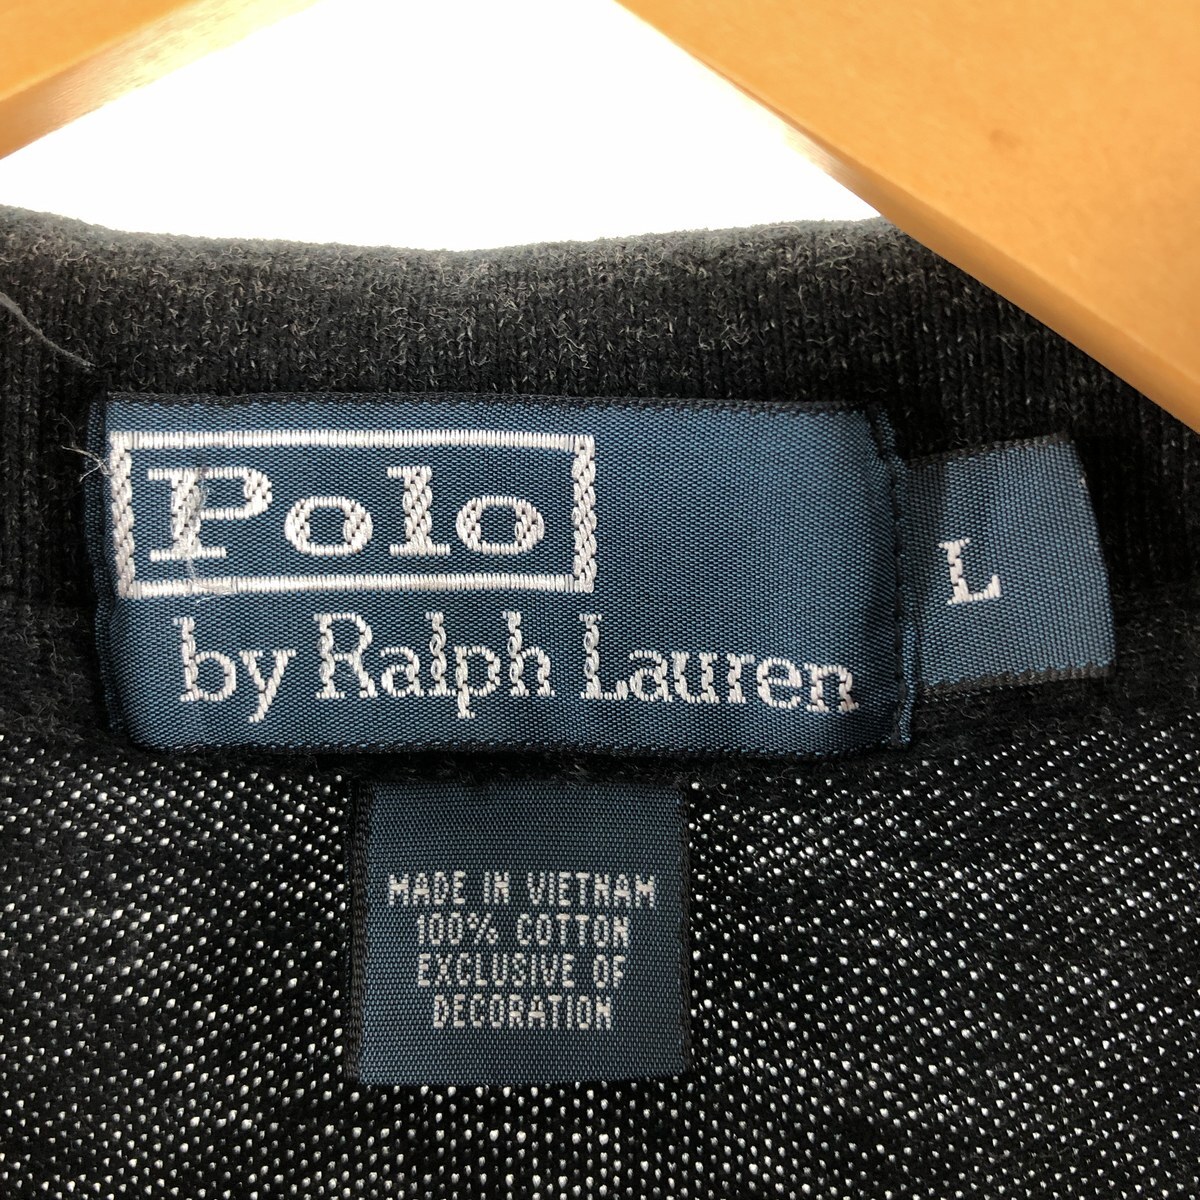 Polo
by Ralph Lauren
L
MADE IN VIETNAM
100% COTTON
EXCLUSIVE OF
DECORATION